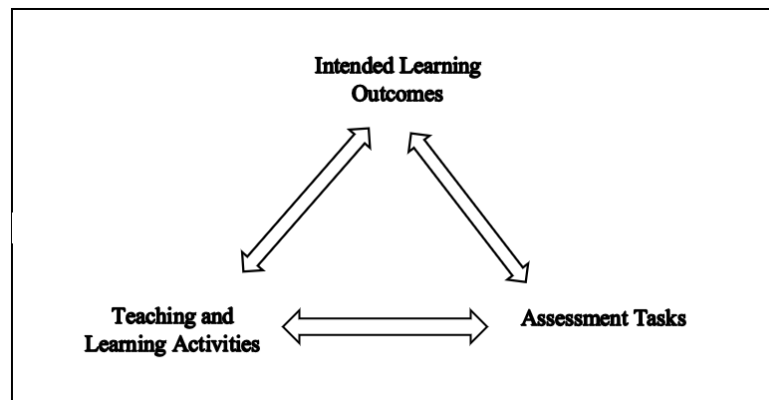 Intended Learning
Outcomes
Teaching and
Learning Activities
Assessment Tasks